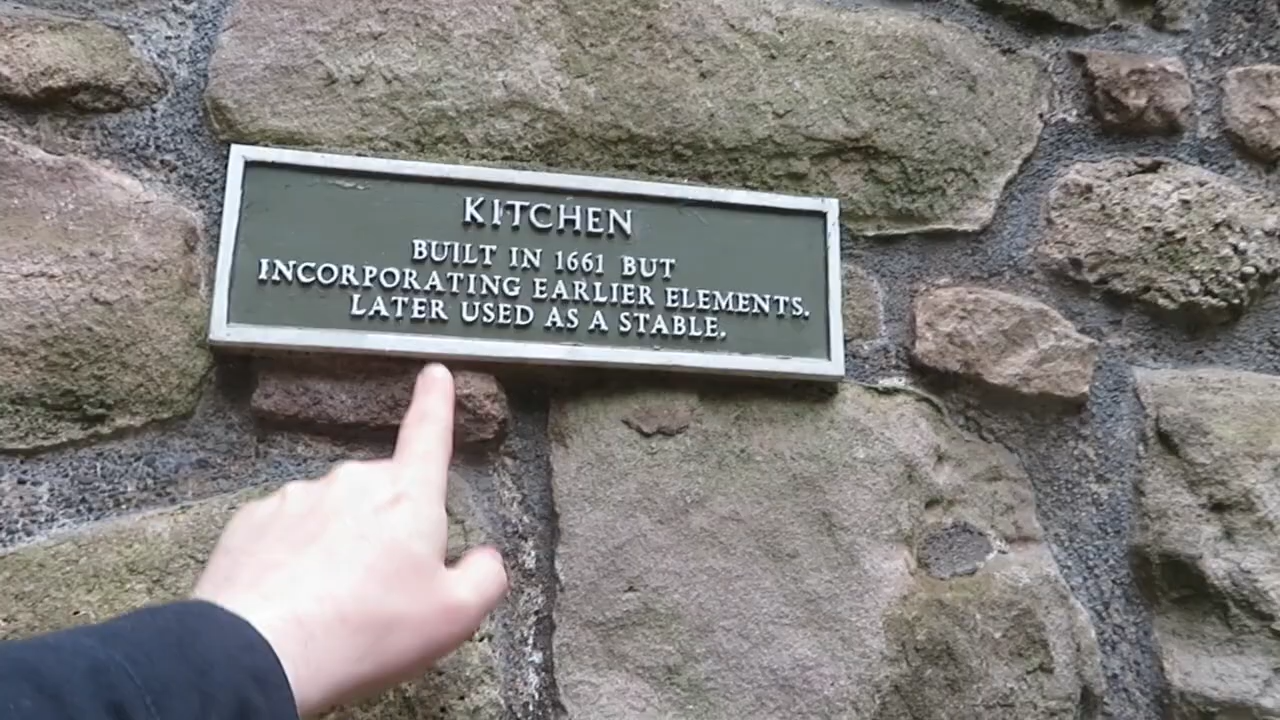 KITCHEN
BUILT IN 1661 BUT
INCORPORATING EARLIER ELEMENTS.
LATER USED AS A STABLE.